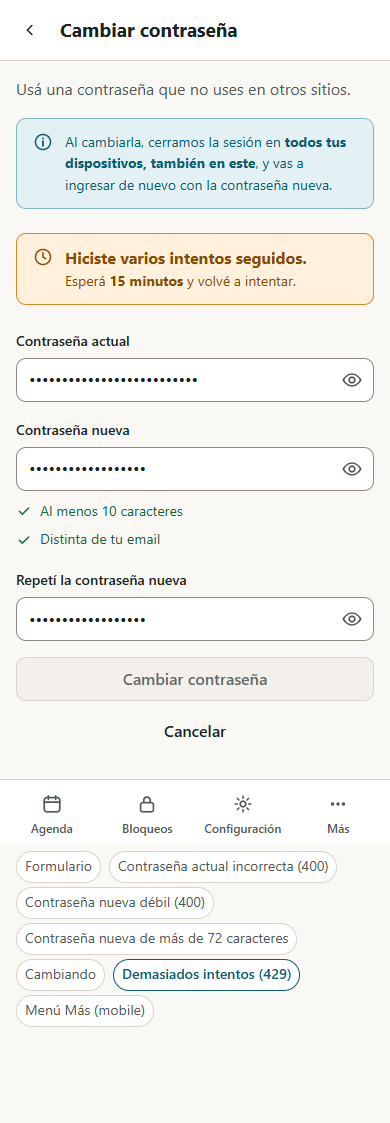 Cambiar contraseña
Usá una contraseña que no uses en otros sitios.
Al cambiarla, cerramos la sesión en todos tus
dispositivos, también en este, y vas a
ingresar de nuevo con la contraseña nueva.
Hiciste varios intentos seguidos.
Esperá 15 minutos y volvé a intentar.
Contraseña actual
••••••••••••••••••••••••••
Contraseña nueva
••••••••••••••••••
Al menos 10 caracteres
Distinta de tu email
Repetí la contraseña nueva
••••••••••••••••••
Cambiar contraseña
Cancelar
Agenda Bloqueos Configuración Más
Formulario Contraseña actual incorrecta (400)
Contraseña nueva débil (400)
Contraseña nueva de más de 72 caracteres
Cambiando Demasiados intentos (429)
Menú Más (mobile)